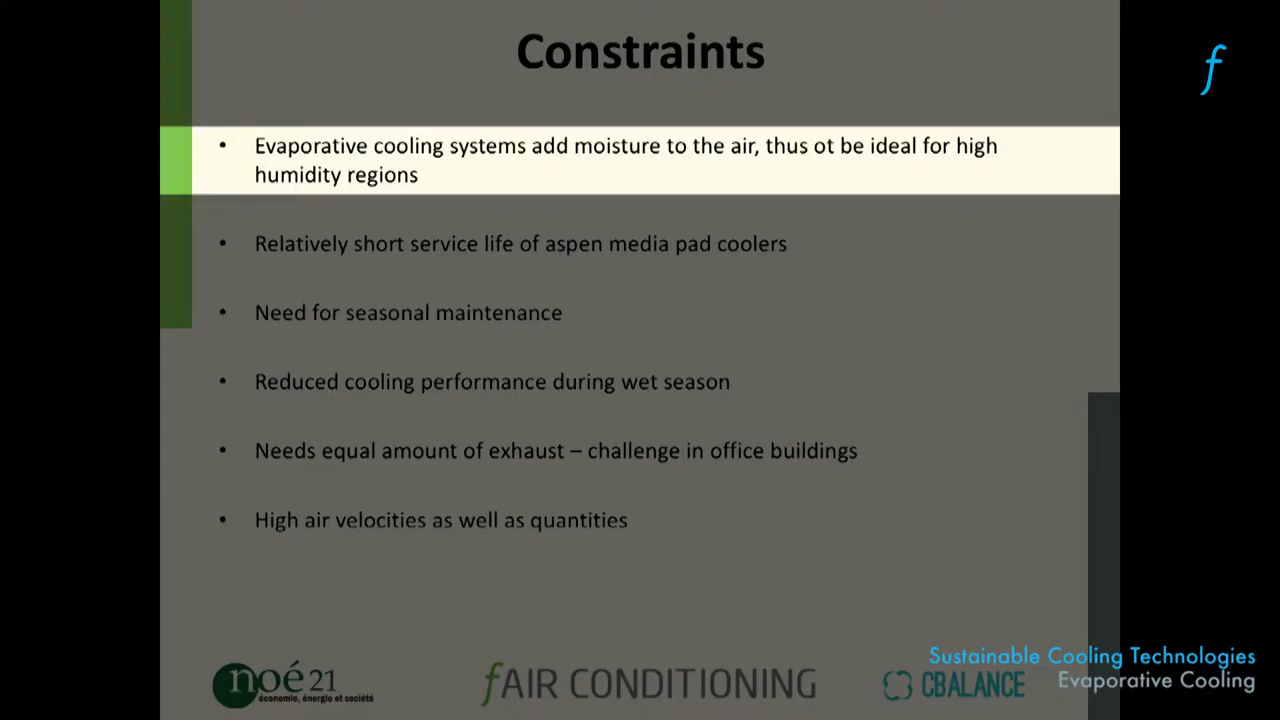 Constraints
f
• Evaporative cooling systems add moisture to the air, thus ot be ideal for high
humidity regions
• Relatively short service life of aspen media pad coolers
• Need for seasonal maintenance
• Reduced cooling performance during wet season
• Needs equal amount of exhaust – challenge in office buildings
• High air velocities as well as quantities
noé21
économie, énergie et société
fAIR CONDITIONING
CBALANCE
Sustainable Cooling Technologies
Evaporative Cooling